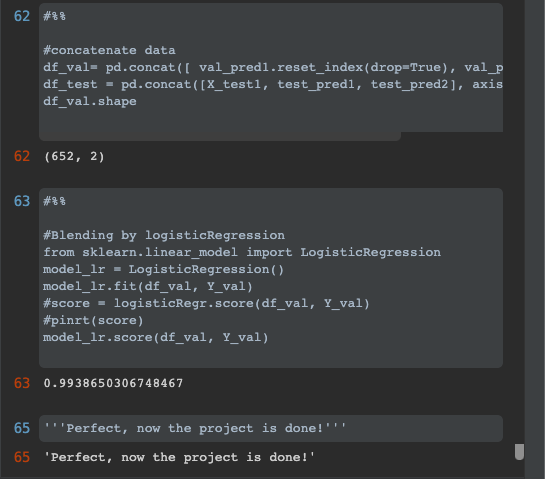 62 #%%
#concatenate data
df_val= pd.concat([ val_pred1.reset_index(drop=True), val_p
df_test = pd.concat([X_test1, test_pred1, test_pred2], axis
df_val.shape
62 (652, 2)
63 #%%
#Blending by logisticRegression
from sklearn.linear_model import LogisticRegression
model_lr = LogisticRegression()
model_lr.fit(df_val, Y_val)
#score = logisticRegr.score(df_val, Y_val)
#pinrt(score)
model_lr.score(df_val, Y_val)
63 0.9938650306748467
65 '''Perfect, now the project is done!'''
65 'Perfect, now the project is done!'